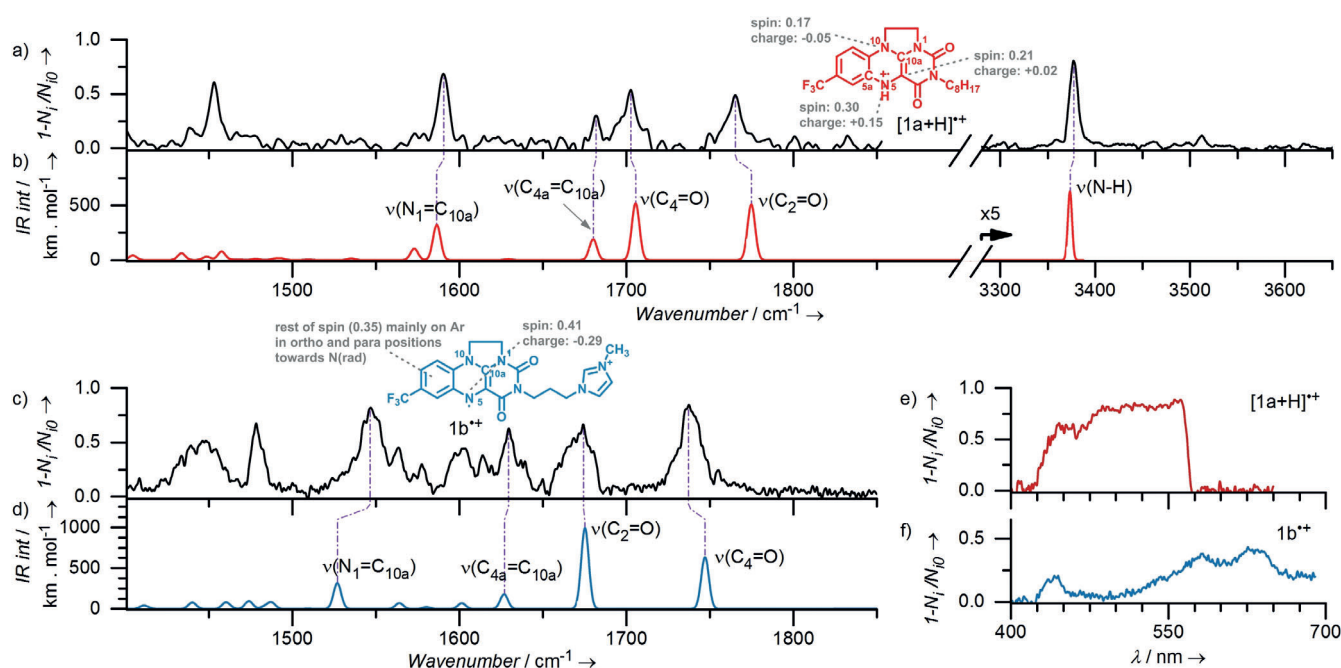 a)
1-Nᵢ /Nᵢ₀ →
1.0
0.5
0.0
spin: 0.17
charge: -0.05
10
N
N
1
O
10a
spin: 0.21
charge: +0.02
F₃C
5a
+
N
5
H
N
C₈H₁₇
O
spin: 0.30
charge: +0.15
[1a+H]•+
b)
IR int /
km . mol⁻¹ →
500
0
ν(N₁=C₁₀ₐ)
ν(C₄ₐ=C₁₀ₐ)
ν(C₄=O)
ν(C₂=O)
x5
ν(N-H)
1500
1600
1700
1800
3300
3400
3500
3600
Wavenumber / cm⁻¹ →
rest of spin (0.35) mainly on Ar
in ortho and para positions
towards N(rad)
spin: 0.41
charge: -0.29
10
N
N
1
O
C
10a
F₃C
N
5
•
N
O
N
N
+
CH₃
1b•+
c)
1-Nᵢ /Nᵢ₀ →
1.0
0.5
0.0
d)
IR int /
km . mol⁻¹ →
1000
500
0
ν(N₁=C₁₀ₐ)
ν(C₄ₐ=C₁₀ₐ)
ν(C₂=O)
ν(C₄=O)
1500
1600
1700
1800
Wavenumber / cm⁻¹ →
e)
1-Nᵢ /Nᵢ₀ →
1.0
0.5
0.0
[1a+H]•+
f)
1-Nᵢ /Nᵢ₀ →
0.5
0.0
1b•+
400
550
700
λ / nm →